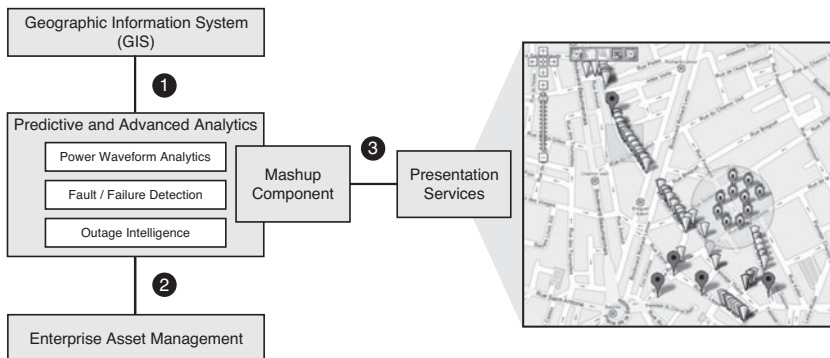 Geographic Information System
(GIS)
1
Predictive and Advanced Analytics
Power Waveform Analytics
Fault / Failure Detection
Outage Intelligence
Mashup
Component
3
Presentation
Services
2
Enterprise Asset Management